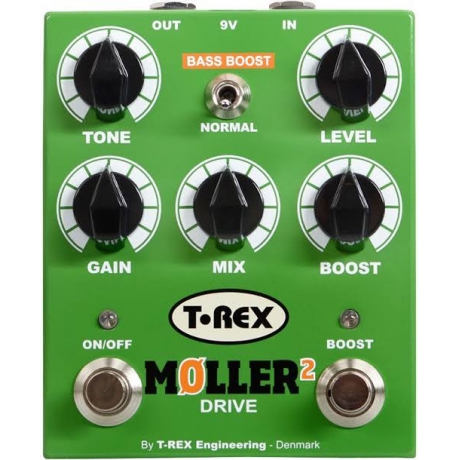 OUT 9V IN
BASS BOOST
NORMAL
TONE LEVEL
GAIN MIX BOOST
T•REX
ON/OFF BOOST
MØLLER²
DRIVE
By T-REX Engineering - Denmark